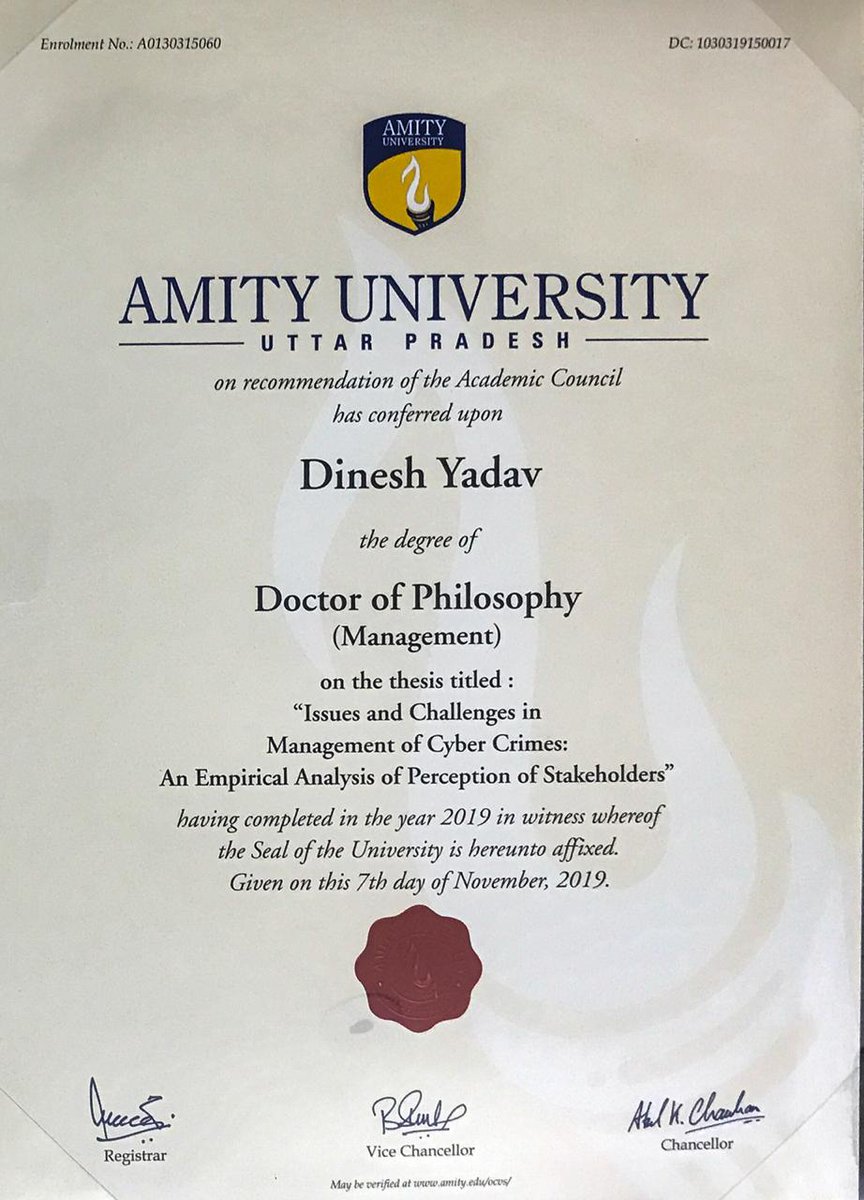 Enrolment No.: A0130315060
DC: 1030319150017
AMITY
UNIVERSITY
AMITY UNIVERSITY
UTTAR PRADESH
on recommendation of the Academic Council
has conferred upon
Dinesh Yadav
the degree of
Doctor of Philosophy
(Management)
on the thesis titled :
“Issues and Challenges in
Management of Cyber Crimes:
An Empirical Analysis of Perception of Stakeholders”
having completed in the year 2019 in witness whereof
the Seal of the University is hereunto affixed.
Given on this 7th day of November, 2019.
Registrar
Vice Chancellor
Chancellor
May be verified at www.amity.edu/ocvs/